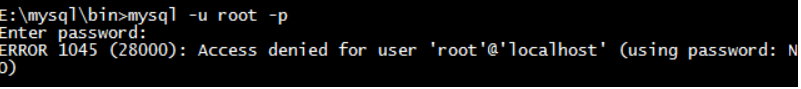 E:\mysql\bin>mysql -u root -p
Enter password:
ERROR 1045 (28000): Access denied for user 'root'@'localhost' (using password: N
O)